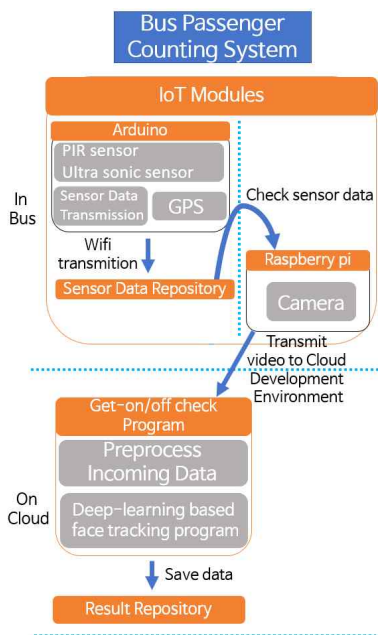 Bus Passenger
Counting System
IoT Modules
Arduino
PIR sensor
Ultra sonic sensor
Sensor Data
Transmission
GPS
In
Bus
Wifi
transmition
Sensor Data Repository
Check sensor data
Raspberry pi
Camera
Transmit
video to Cloud
Development
Environment
Get-on/off check
Program
Preprocess
Incoming Data
On
Cloud
Deep-learning based
face tracking program
Save data
Result Repository